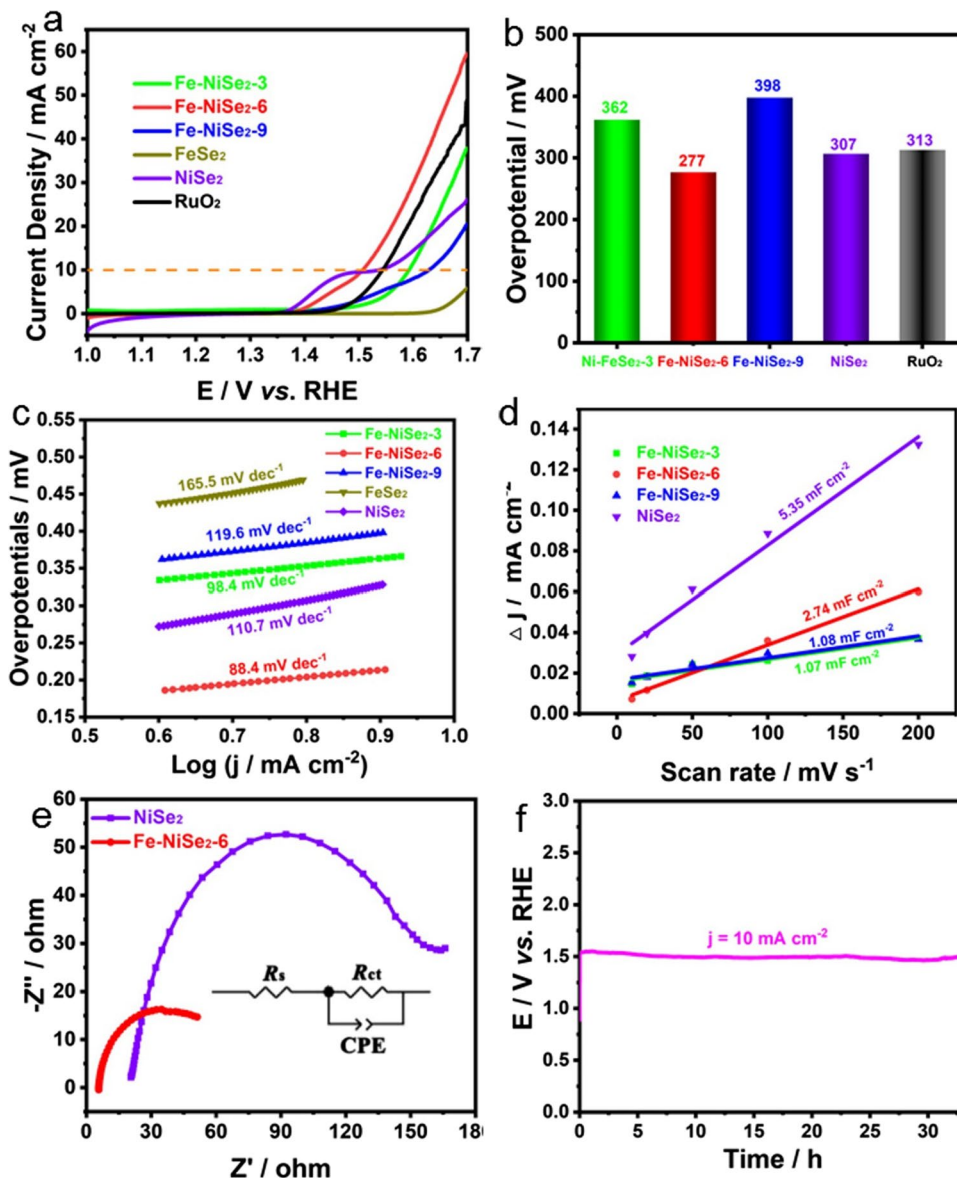 a
Current Density / mA cm⁻²
60
50
40
30
20
10
0
Fe-NiSe₂-3
Fe-NiSe₂-6
Fe-NiSe₂-9
FeSe₂
NiSe₂
RuO₂
1.0 1.1 1.2 1.3 1.4 1.5 1.6 1.7
E / V vs. RHE
b
Overpotential / mV
500
400
300
200
100
0
362
277
398
307
313
Ni-FeSe₂-3 Fe-NiSe₂-6 Fe-NiSe₂-9 NiSe₂ RuO₂
c
Overpotentials / mV
0.55
0.50
0.45
0.40
0.35
0.30
0.25
0.20
0.15
Fe-NiSe₂-3
Fe-NiSe₂-6
Fe-NiSe₂-9
FeSe₂
NiSe₂
165.5 mV dec⁻¹
119.6 mV dec⁻¹
98.4 mV dec⁻¹
110.7 mV dec⁻¹
88.4 mV dec⁻¹
0.5 0.6 0.7 0.8 0.9 1.0
Log (j / mA cm⁻²)
d
△ j / mA cm⁻²
0.14
0.12
0.10
0.08
0.06
0.04
0.02
0.00
Fe-NiSe₂-3
Fe-NiSe₂-6
Fe-NiSe₂-9
NiSe₂
5.35 mF cm⁻²
2.74 mF cm⁻²
1.08 mF cm⁻²
1.07 mF cm⁻²
0 50 100 150 200
Scan rate / mV s⁻¹
e
-Z'' / ohm
60
50
40
30
20
10
0
NiSe₂
Fe-NiSe₂-6
Rs
Rct
CPE
0 30 60 90 120 150 180
Z' / ohm
f
E / V vs. RHE
3.0
2.5
2.0
1.5
1.0
0.5
0.0
j = 10 mA cm⁻²
0 5 10 15 20 25 30
Time / h